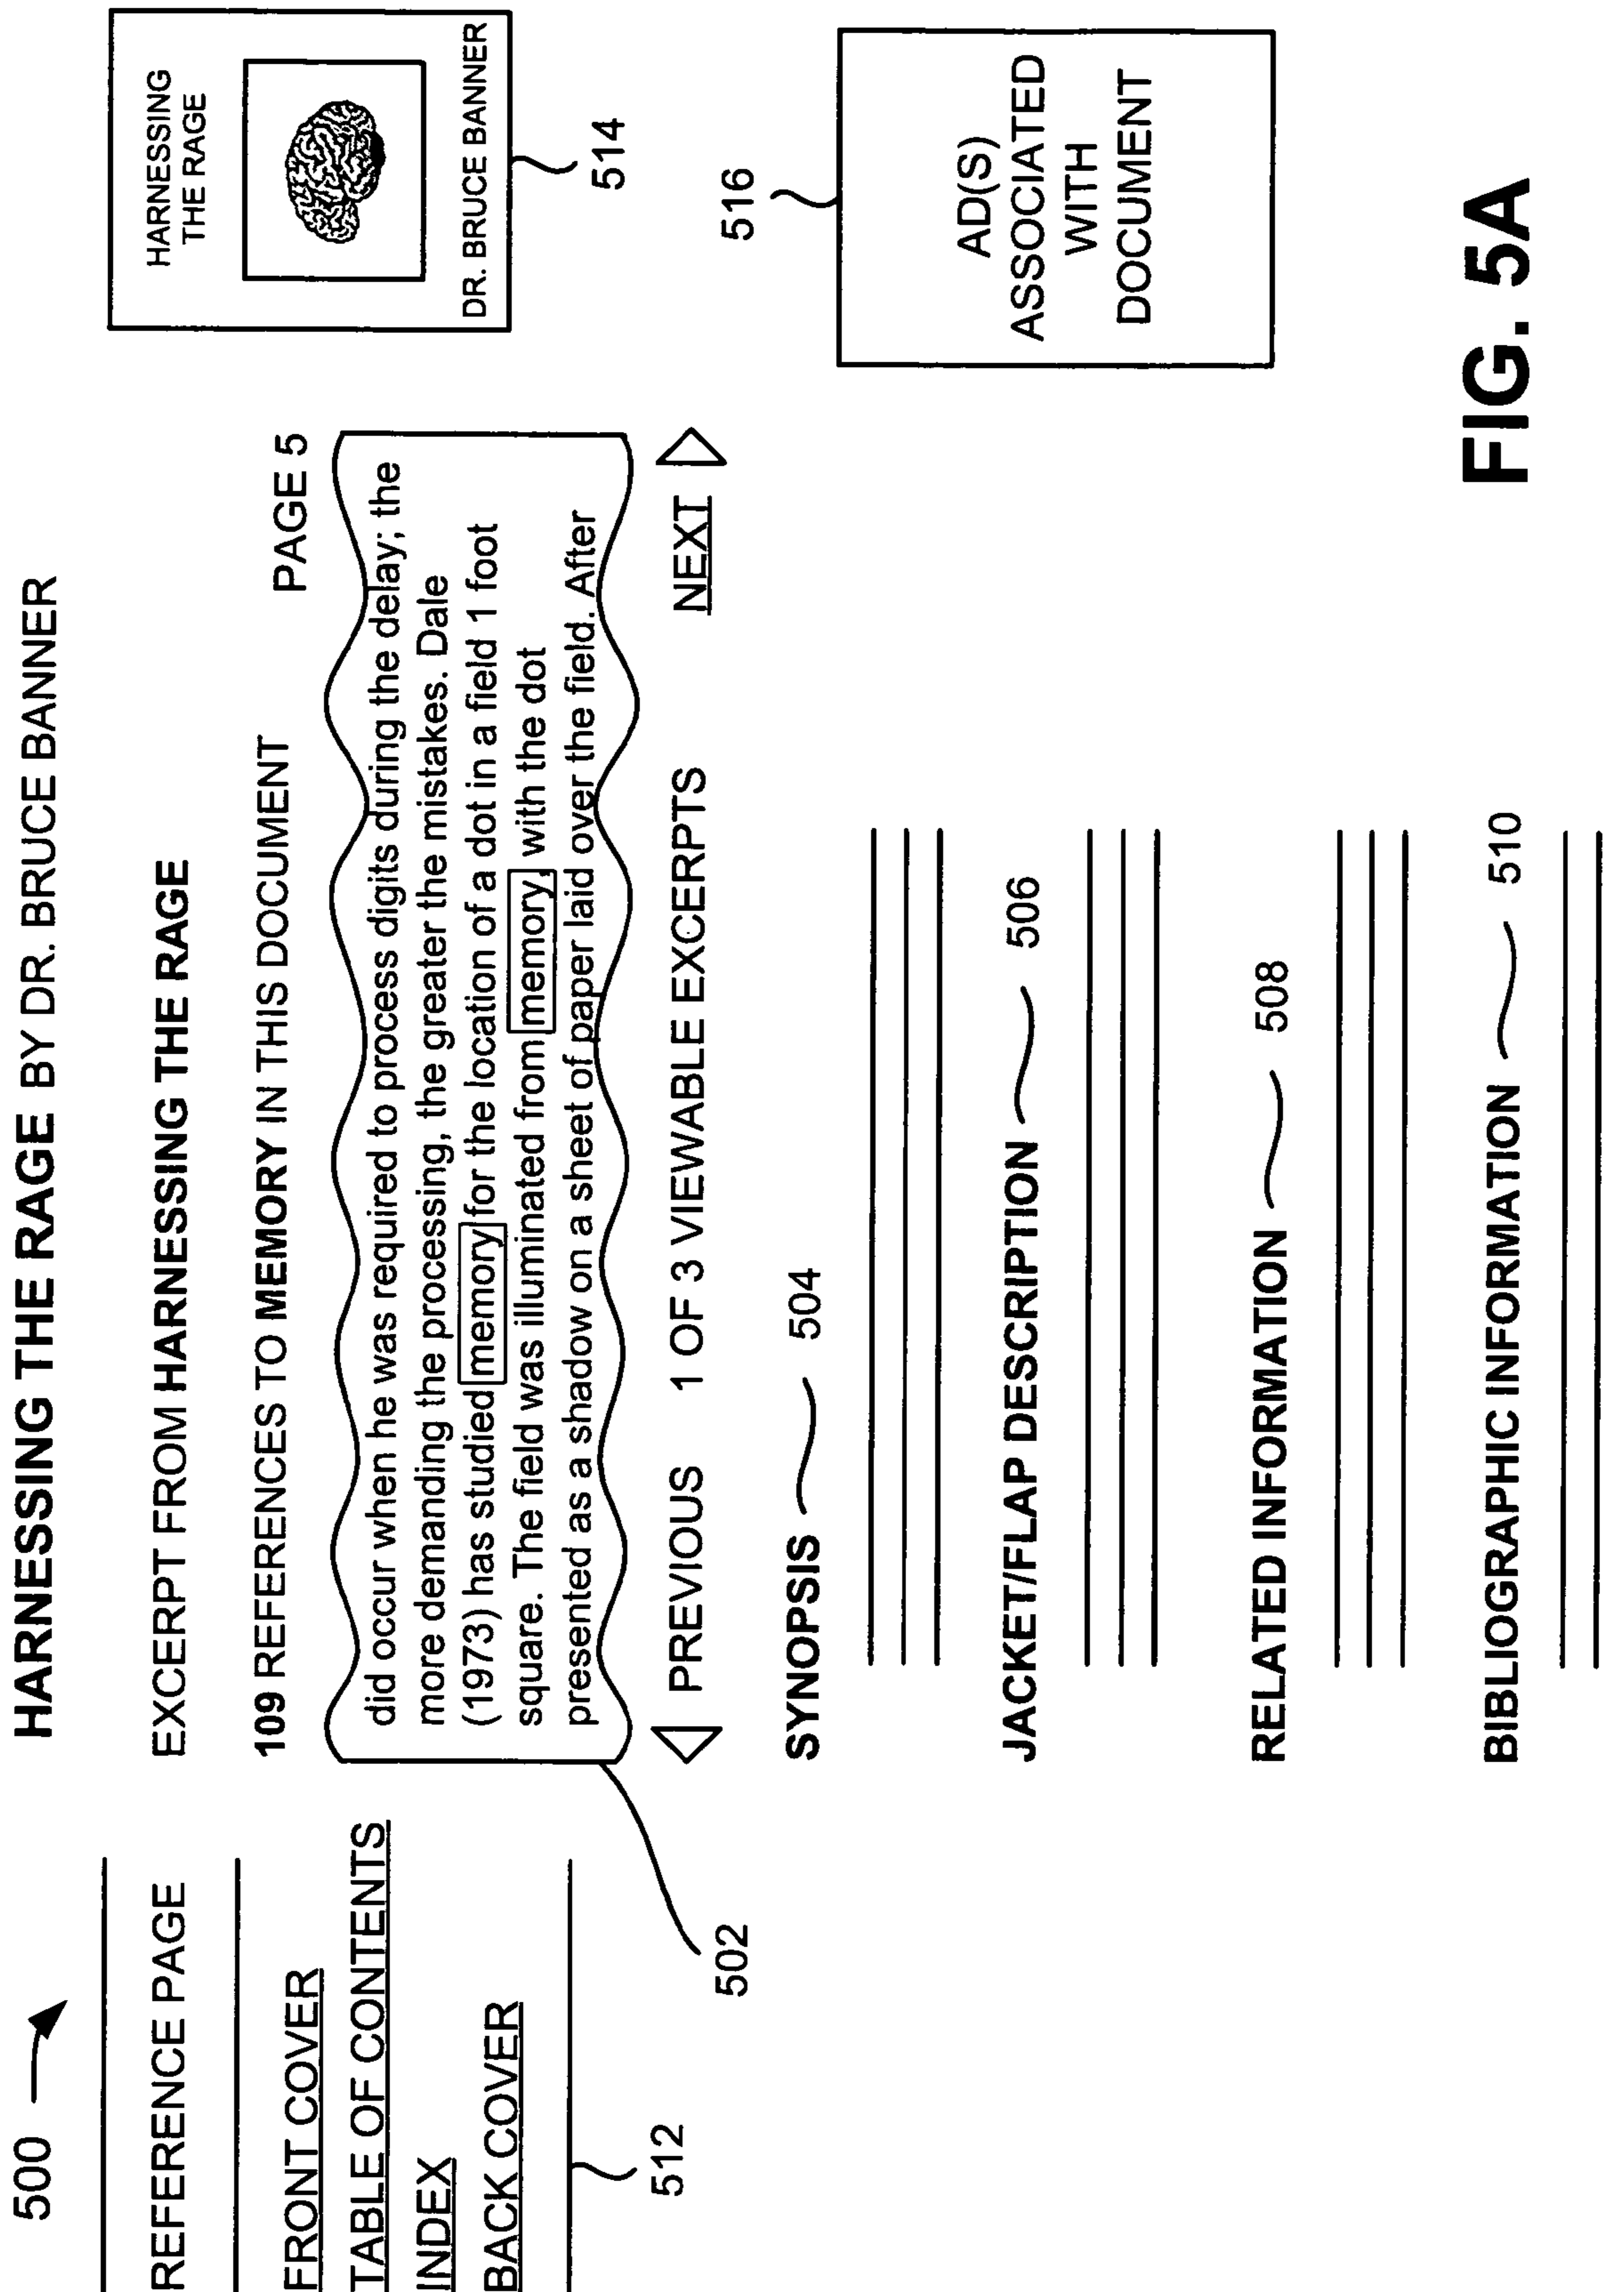 500
REFERENCE PAGE
FRONT COVER
TABLE OF CONTENTS
INDEX
BACK COVER
512
HARNESSING THE RAGE BY DR. BRUCE BANNER
EXCERPT FROM HARNESSING THE RAGE
109 REFERENCES TO MEMORY IN THIS DOCUMENT
PAGE 5
did occur when he was required to process digits during the delay; the
more demanding the processing, the greater the mistakes. Dale
(1973) has studied memory for the location of a dot in a field 1 foot
square. The field was illuminated from memory, with the dot
presented as a shadow on a sheet of paper laid over the field. After
502
PREVIOUS 1 OF 3 VIEWABLE EXCERPTS NEXT
SYNOPSIS 504
JACKET/FLAP DESCRIPTION 506
RELATED INFORMATION 508
BIBLIOGRAPHIC INFORMATION 510
HARNESSING
THE RAGE
DR. BRUCE BANNER
514
516
AD(S)
ASSOCIATED
WITH
DOCUMENT
FIG. 5A